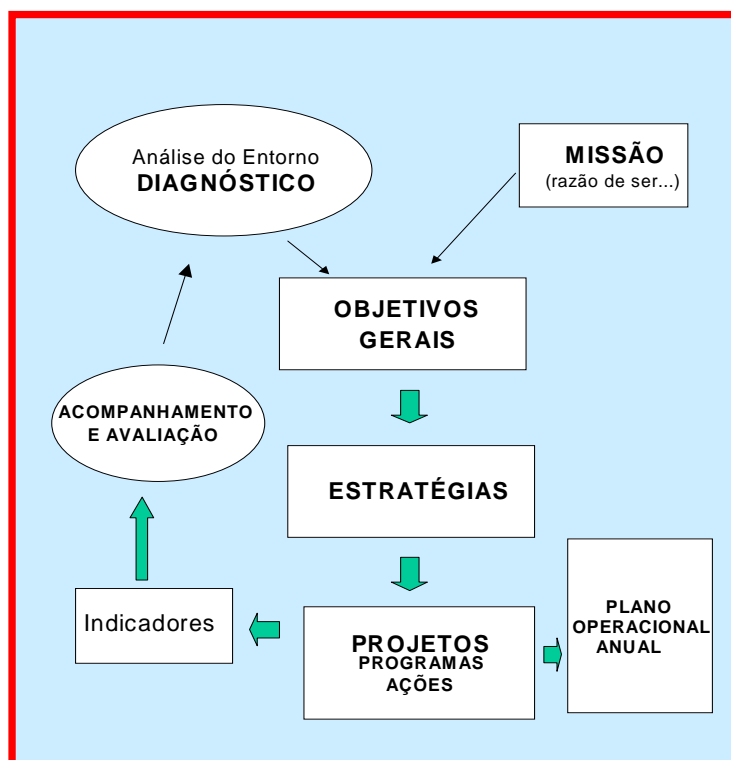 Análise do Entorno
DIAGNÓSTICO
MISSÃO
(razão de ser...)
OBJETIVOS
GERAIS
ACOMPANHAMENTO
E AVALIAÇÃO
ESTRATÉGIAS
Indicadores
PROJETOS
PROGRAMAS
AÇÕES
PLANO
OPERACIONAL
ANUAL